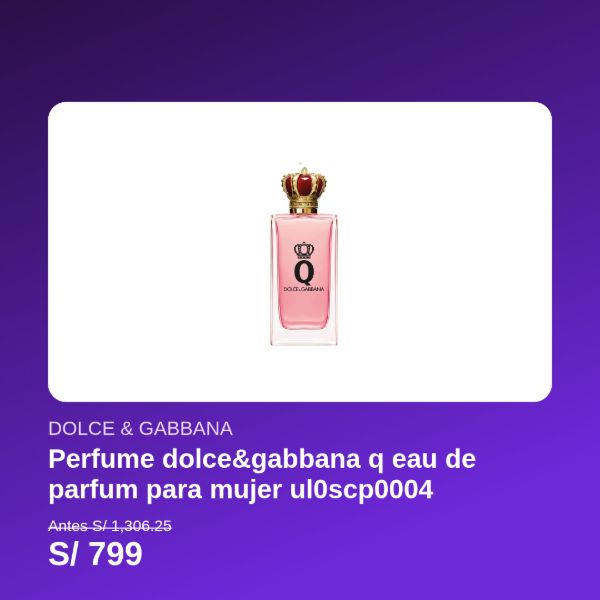 Q
DOLCE & GABBANA
DOLCE & GABBANA
Perfume dolce&gabbana q eau de
parfum para mujer ul0scp0004
Antes S/ 1,306.25
S/ 799